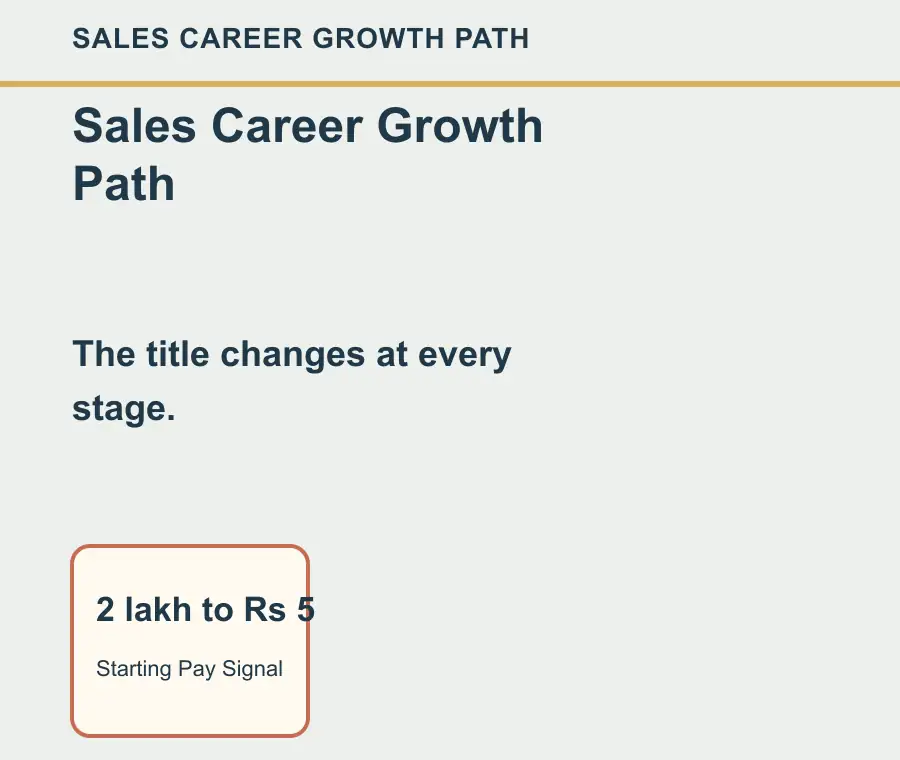 SALES CAREER GROWTH PATH
Sales Career Growth
Path
The title changes at every
stage.
2 lakh to Rs 5
Starting Pay Signal